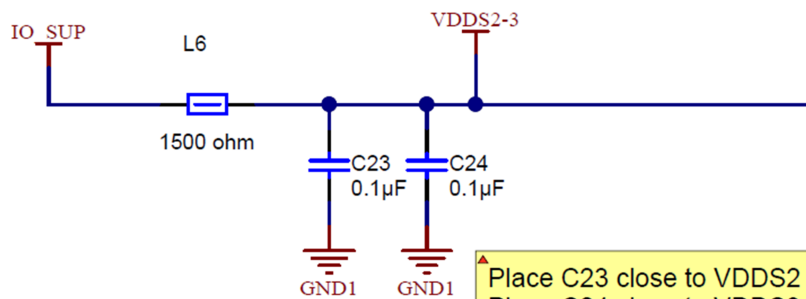 VDDS2-3
IO_SUP
L6
1500 ohm
C23
0.1µF
C24
0.1µF
GND1
GND1
Place C23 close to VDDS2